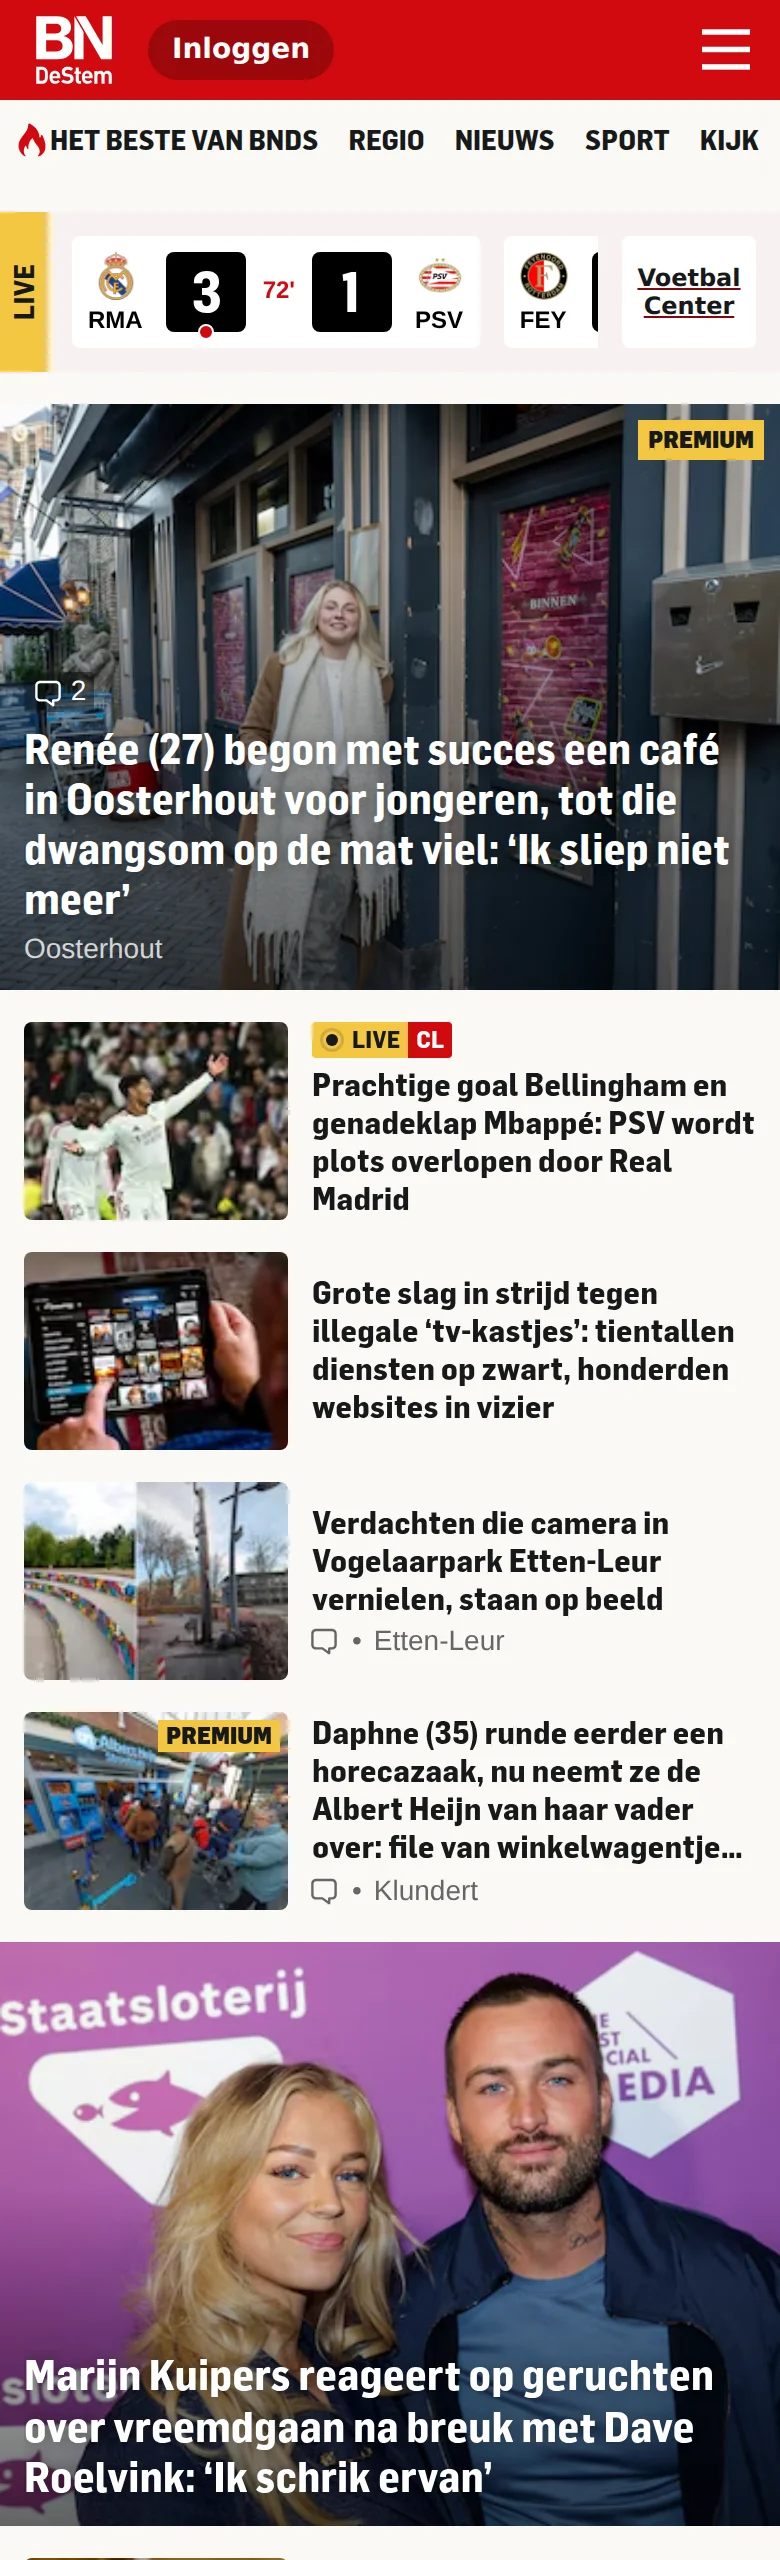 BN
DeStem
Inloggen
HET BESTE VAN BNDS REGIO NIEUWS SPORT KIJK
LIVE
RMA
3
72'
1
PSV
PSV
FEY
Voetbal
Center
PREMIUM
BINNEN
2
Renée (27) begon met succes een café
in Oosterhout voor jongeren, tot die
dwangsom op de mat viel: ‘Ik sliep niet
meer’
Oosterhout
LIVE CL
Prachtige goal Bellingham en
genadeklap Mbappé: PSV wordt
plots overlopen door Real
Madrid
Grote slag in strijd tegen
illegale ‘tv-kastjes’: tientallen
diensten op zwart, honderden
websites in vizier
Verdachten die camera in
Vogelaarpark Etten-Leur
vernielen, staan op beeld
• Etten-Leur
PREMIUM
Albert Heijn
Daphne (35) runde eerder een
horecazaak, nu neemt ze de
Albert Heijn van haar vader
over: file van winkelwagentje...
• Klundert
Staatsloterij
Marijn Kuipers reageert op geruchten
over vreemdgaan na breuk met Dave
Roelvink: ‘Ik schrik ervan’